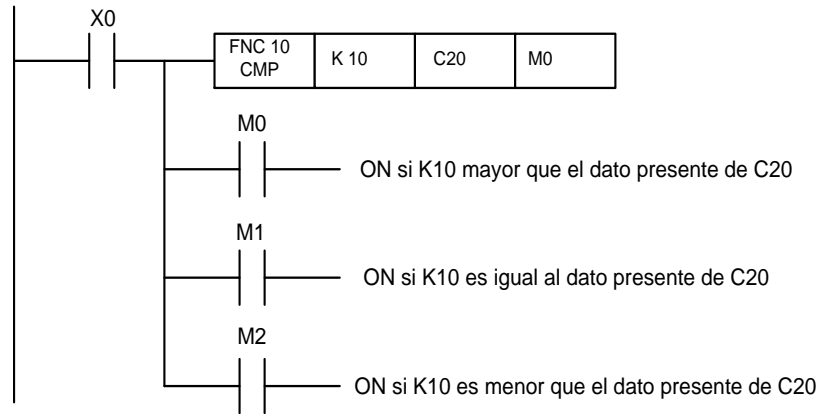 X0
FNC 10
CMP
K 10
C20
M0
M0
ON si K10 mayor que el dato presente de C20
M1
ON si K10 es igual al dato presente de C20
M2
ON si K10 es menor que el dato presente de C20